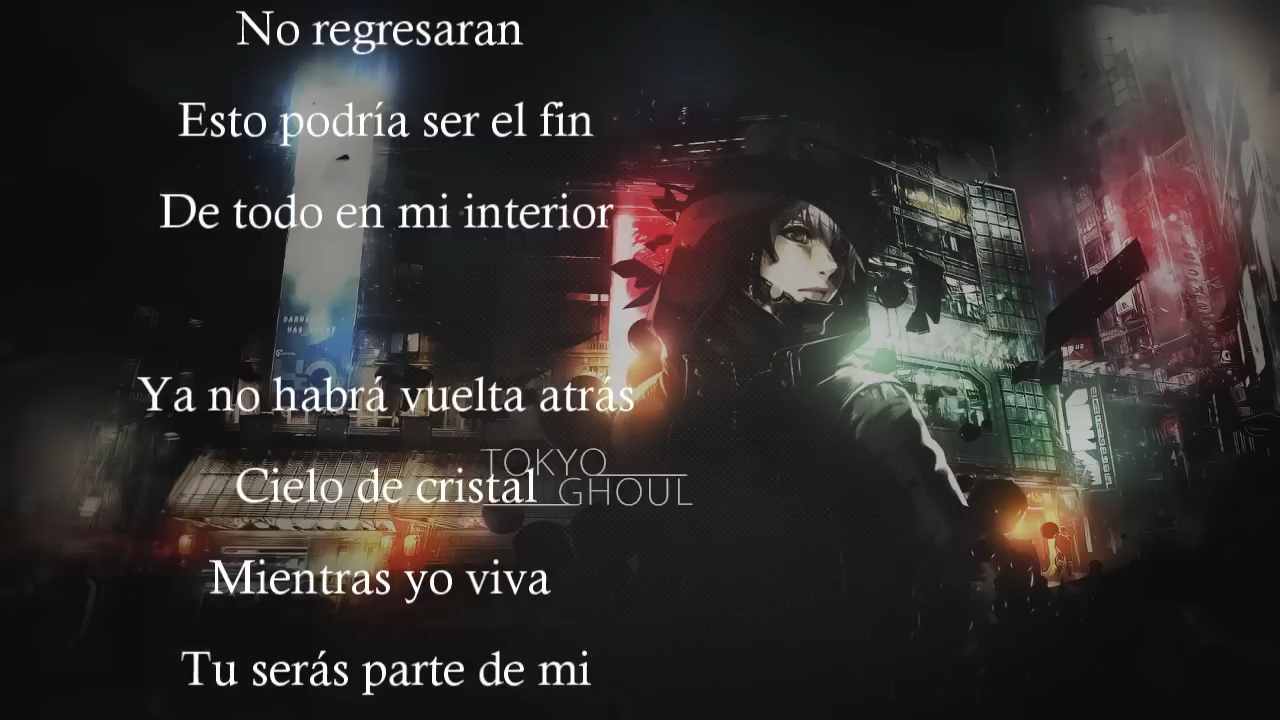 No regresaran
Esto podría ser el fin
De todo en mi interior
Ya no habrá vuelta atrás
TOKYO
GHOUL
Cielo de cristal
Mientras yo viva
Tu serás parte de mi